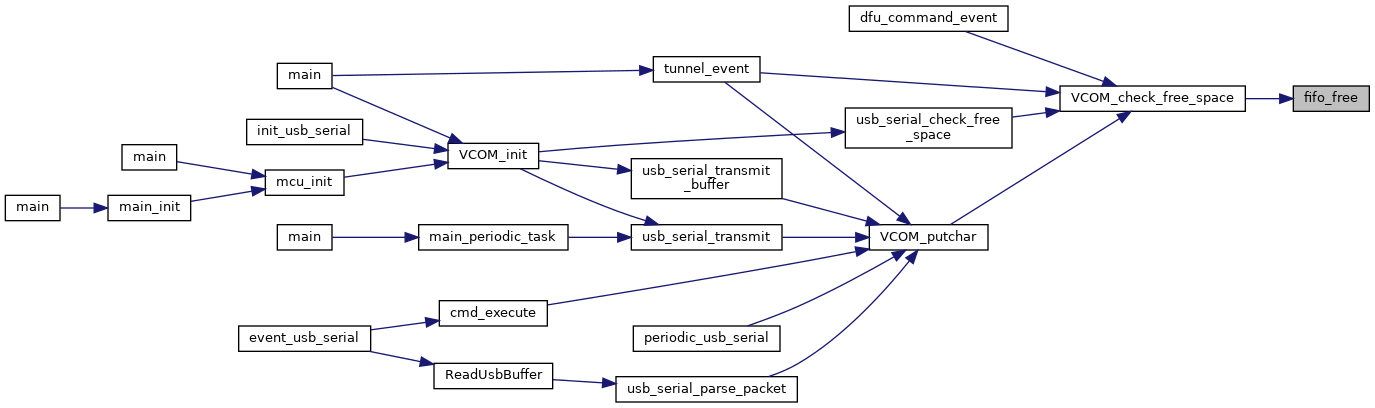 dfu_command_event
main
tunnel_event
VCOM_check_free_space
fifo_free
init_usb_serial
usb_serial_check_free
_space
main
VCOM_init
usb_serial_transmit
_buffer
mcu_init
main
main_init
main
main_periodic_task
usb_serial_transmit
VCOM_putchar
cmd_execute
event_usb_serial
periodic_usb_serial
ReadUsbBuffer
usb_serial_parse_packet